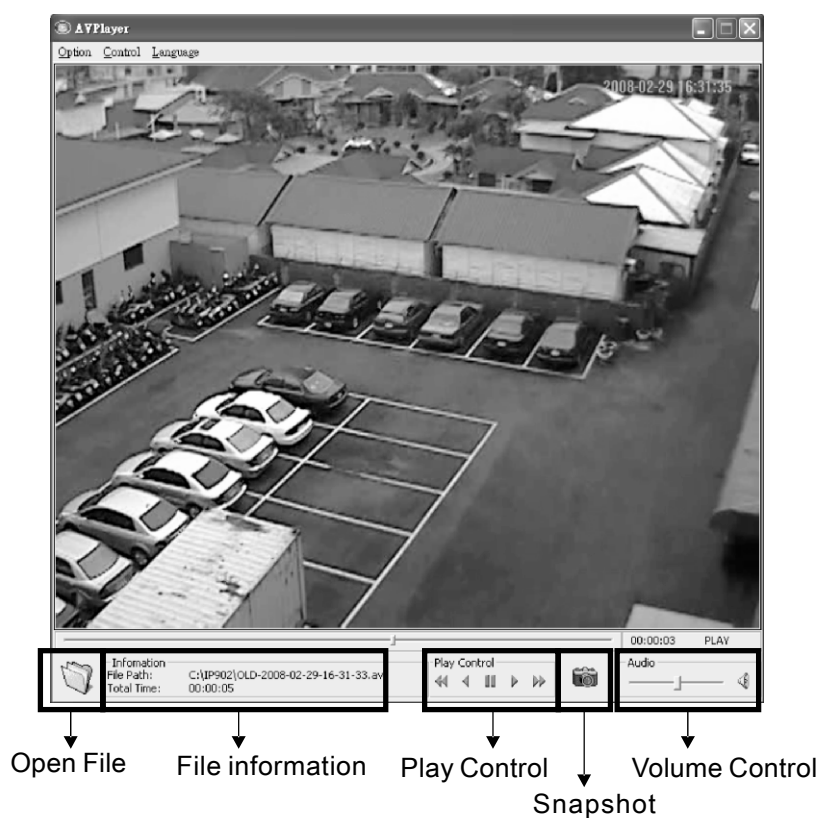 AVPlayer
Option Control Language
2008-02-29 16:31:35
00:00:03 PLAY
Infomation
File Path: C:\IP902\OLD-2008-02-29-16-31-33.av
Total Time: 00:00:05
Play Control
Audio
Open File
File information
Play Control
Snapshot
Volume Control